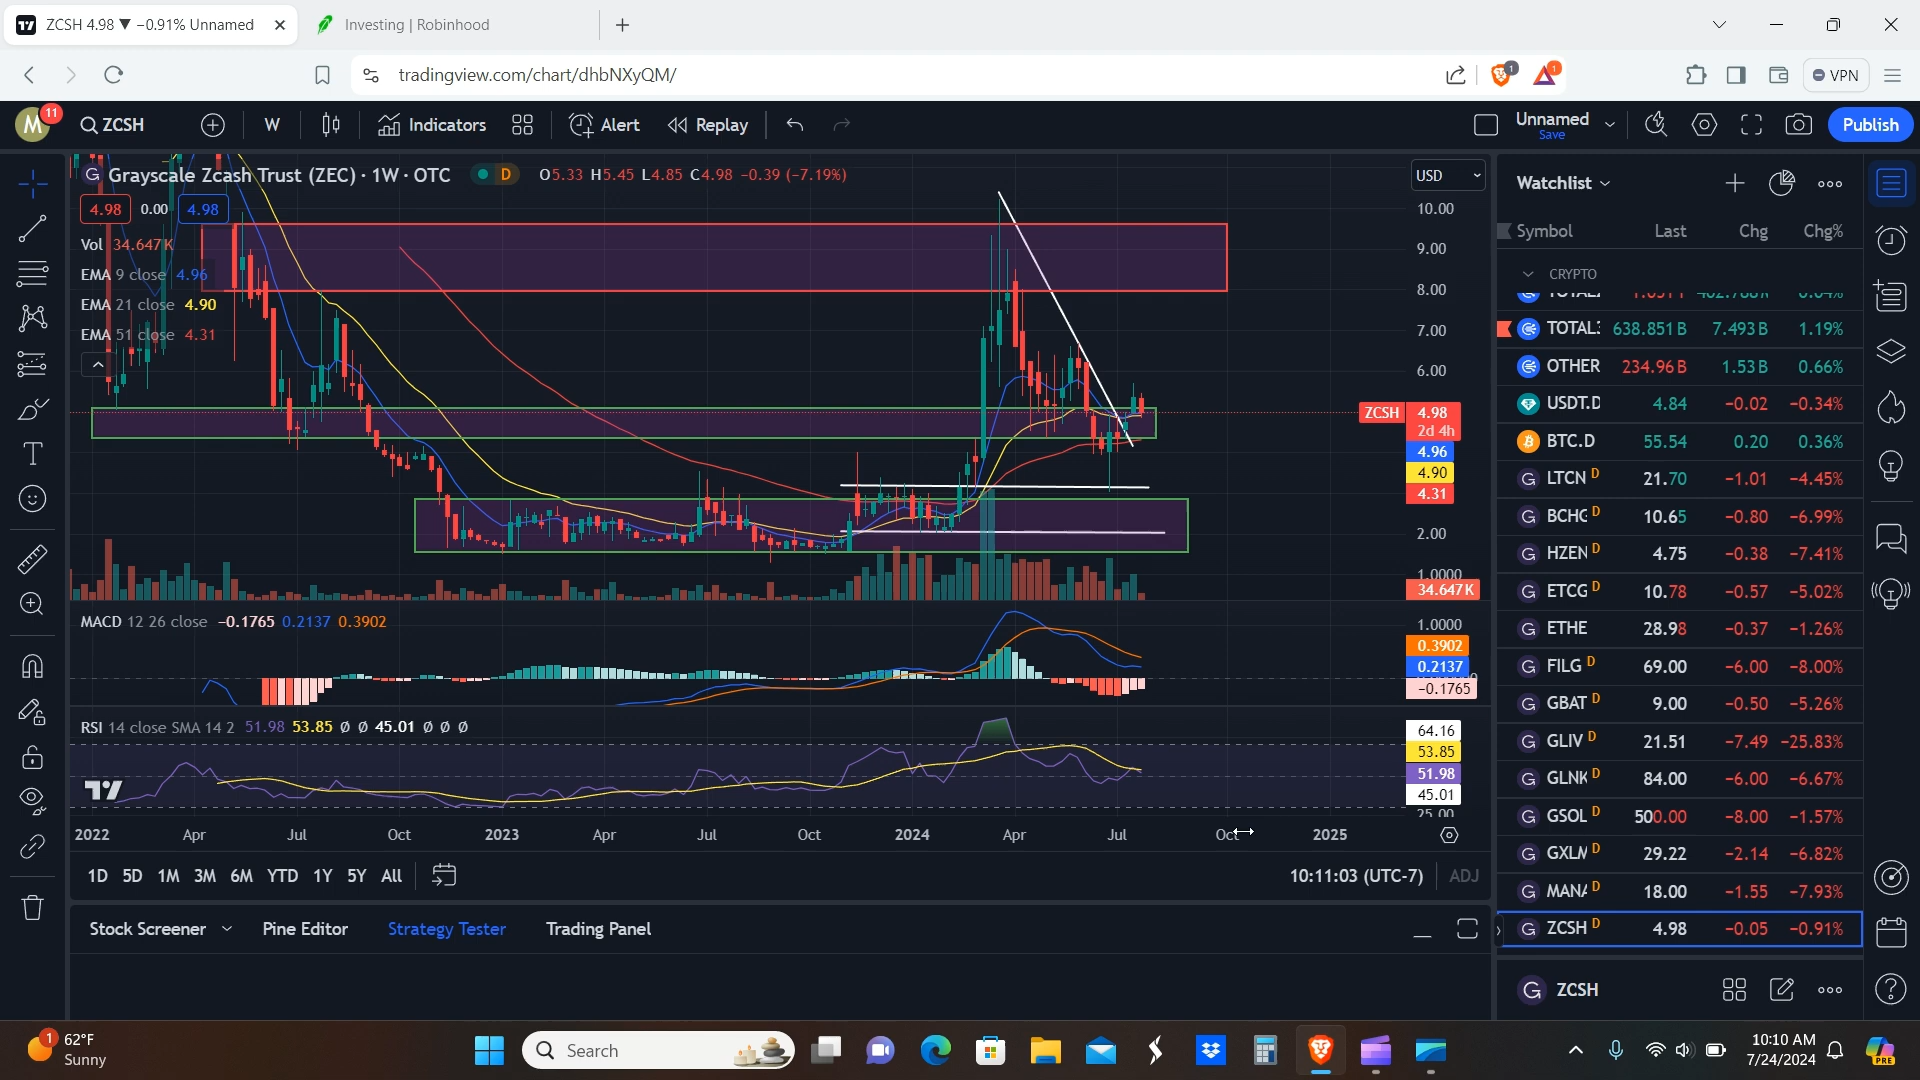 ZCSH 4.98 ▼ −0.91% Unnamed
Investing | Robinhood
tradingview.com/chart/dhbNXyQM/
1
1
VPN
M
11
ZCSH
W
Indicators
Alert
Replay
Unnamed
Save
Publish
Grayscale Zcash Trust (ZEC) · 1W · OTC
D
O5.33 H5.45 L4.85 C4.98 −0.39 (−7.19%)
USD
4.98 0.00 4.98
Vol 34.647 K
EMA 9 close 4.96
EMA 21 close 4.90
EMA 51 close 4.31
10.00
9.00
8.00
7.00
6.00
ZCSH 4.98
2d 4h
4.96
4.90
4.31
2.00
1.0000
34.647 K
MACD 12 26 close −0.1765 0.2137 0.3902
1.0000
0.3902
0.2137
−0.1765
RSI 14 close SMA 14 2 51.98 53.85 Ø Ø 45.01 Ø Ø Ø
64.16
53.85
51.98
45.01
25.00
2022 Apr Jul Oct 2023 Apr Jul Oct 2024 Apr Jul Oct 2025
1D 5D 1M 3M 6M YTD 1Y 5Y All
10:11:03 (UTC-7) ADJ
Stock Screener Pine Editor Strategy Tester Trading Panel
Watchlist
Symbol Last Chg Chg%
CRYPTO
TOTAL3 638.851 B 7.493 B 1.19%
OTHER 234.96 B 1.53 B 0.66%
USDT.D 4.84 −0.02 −0.34%
BTC.D 55.54 0.20 0.36%
LTCN D 21.70 −1.01 −4.45%
BCHG D 10.65 −0.80 −6.99%
HZEN D 4.75 −0.38 −7.41%
ETCG D 10.78 −0.57 −5.02%
ETHE 28.98 −0.37 −1.26%
FILG D 69.00 −6.00 −8.00%
GBAT D 9.00 −0.50 −5.26%
GLIV D 21.51 −7.49 −25.83%
GLNK D 84.00 −6.00 −6.67%
GSOL D 500.00 −8.00 −1.57%
GXLM D 29.22 −2.14 −6.82%
MANA D 18.00 −1.55 −7.93%
ZCSH D 4.98 −0.05 −0.91%
ZCSH
1
62°F
Sunny
Search
10:10 AM
7/24/2024
PRE